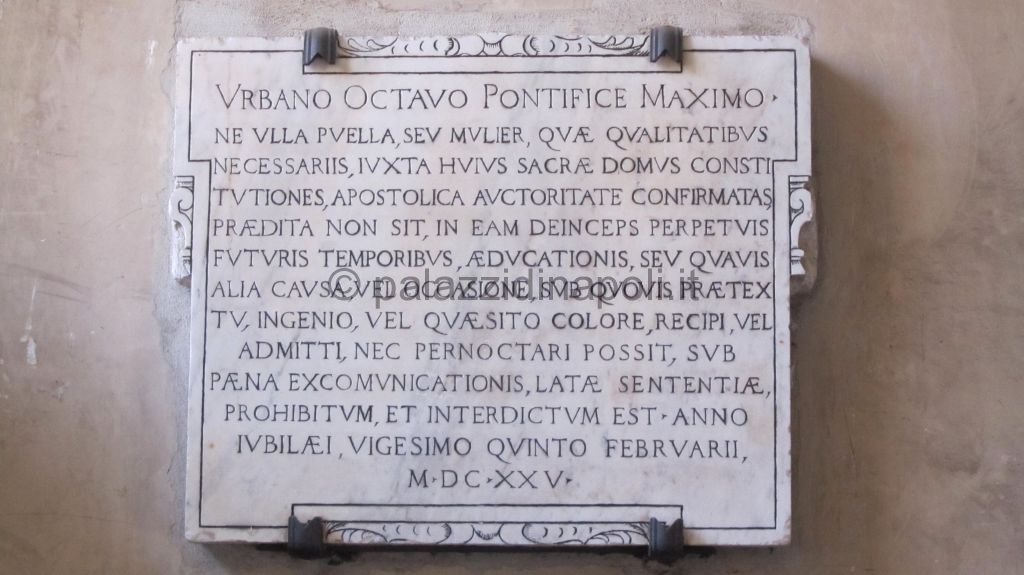 VRBANO OCTAVO PONTIFICE MAXIMO·
NE VLLA PVELLA, SEV MVLIER, QVÆ QVALITATIBVS
NECESSARIIS, IVXTA HVIVS SACRÆ DOMVS CONSTI
TVTIONES, APOSTOLICA AVCTORITATE CONFIRMATAS,
PRÆDITA NON SIT, IN EAM DEINCEPS PERPETVIS
FVTVRIS TEMPORIBVS, ÆDVCATIONIS, SEV QVAVIS
ALIA CAVSA, VEL OCCASIONE, SVB QVOVIS PRÆTEX
© palazzidinapoli.it
TV, INGENIO, VEL QVÆSITO COLORE, RECIPI, VEL
ADMITTI, NEC PERNOCTARI POSSIT, SVB
PÆNA EXCOMVNICATIONIS, LATÆ SENTENTIÆ,
PROHIBITVM, ET INTERDICTVM EST· ANNO
IVBILÆI, VIGESIMO QVINTO FEBRVARII,
M·DC·XXV·